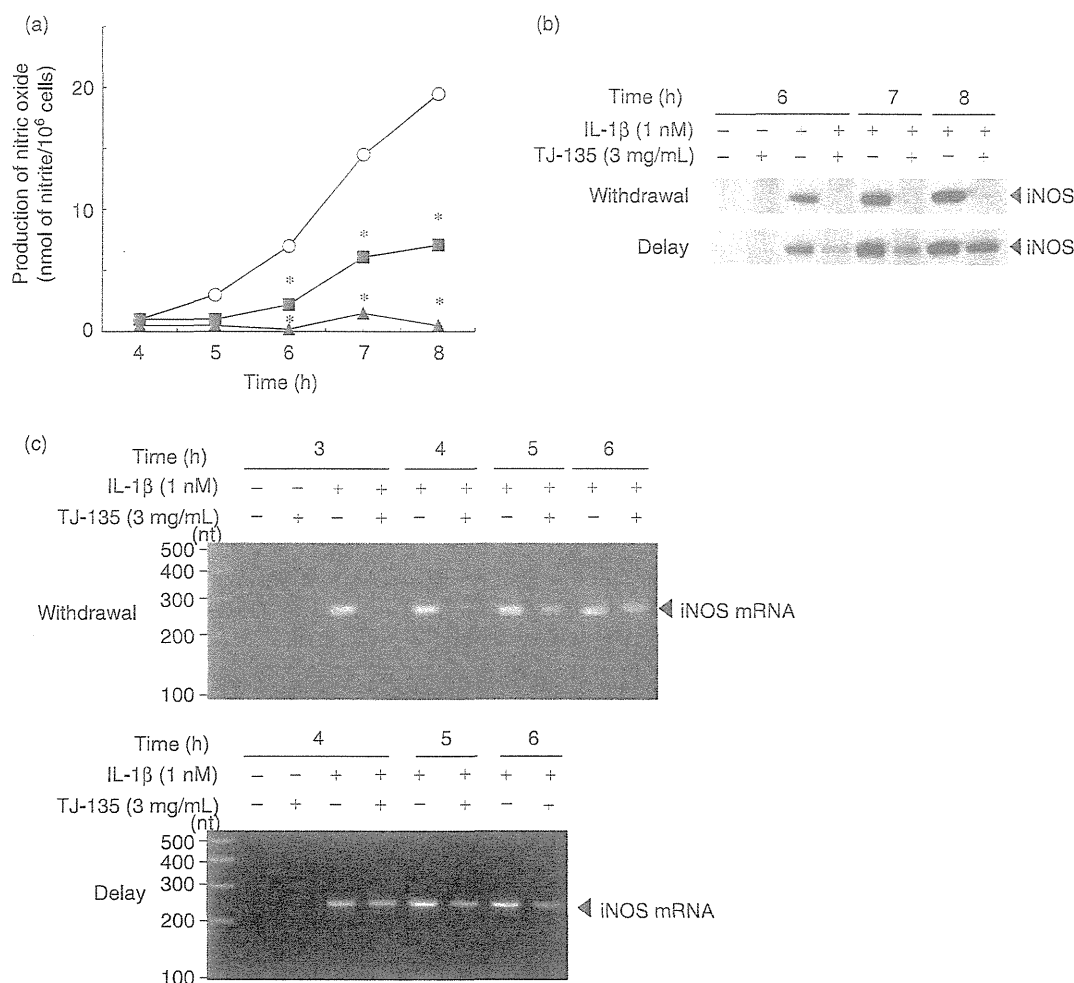 (a)
Production of nitric oxide
(nmol of nitrite/10⁶ cells)
20
10
0
* * *
* * *
4 5 6 7 8
Time (h)
(b)
Time (h) 6 7 8
IL-1β (1 nM) – – + + + + + +
TJ-135 (3 mg/mL) – + – + – + – +
Withdrawal iNOS
Delay iNOS
(c)
Time (h) 3 4 5 6
IL-1β (1 nM) – – + + + + + + + +
TJ-135 (3 mg/mL) – + – + – + – + – +
(nt)
500
400
300
200
100
Withdrawal iNOS mRNA
Time (h) 4 5 6
IL-1β (1 nM) – – + + + + + +
TJ-135 (3 mg/mL) – + – + – + – +
(nt)
500
400
300
200
100
Delay iNOS mRNA